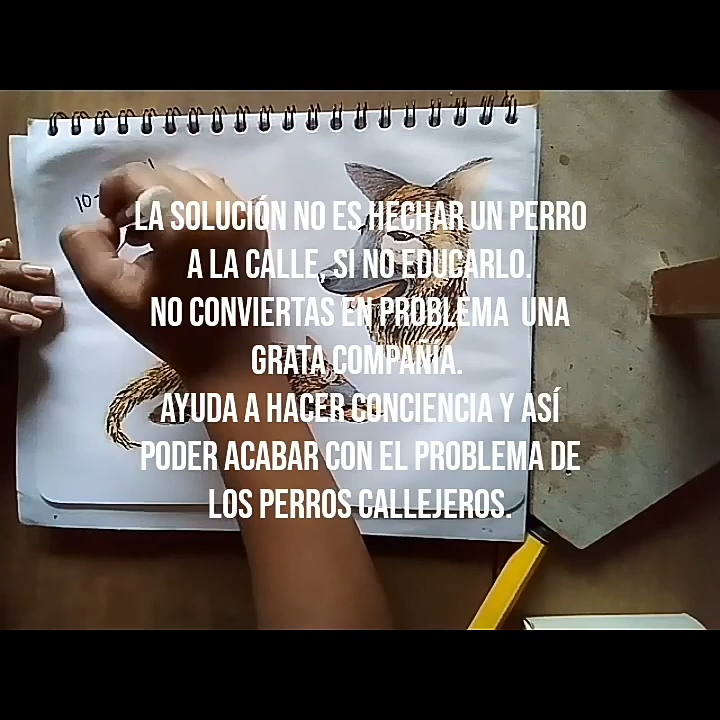 10-
LA SOLUCIÓN NO ES HECHAR UN PERRO
A LA CALLE, SI NO EDUCARLO.
NO CONVIERTAS EN PROBLEMA UNA
GRATA COMPAÑIA.
AYUDA A HACER CONCIENCIA Y ASÍ
PODER ACABAR CON EL PROBLEMA DE
LOS PERROS CALLEJEROS.